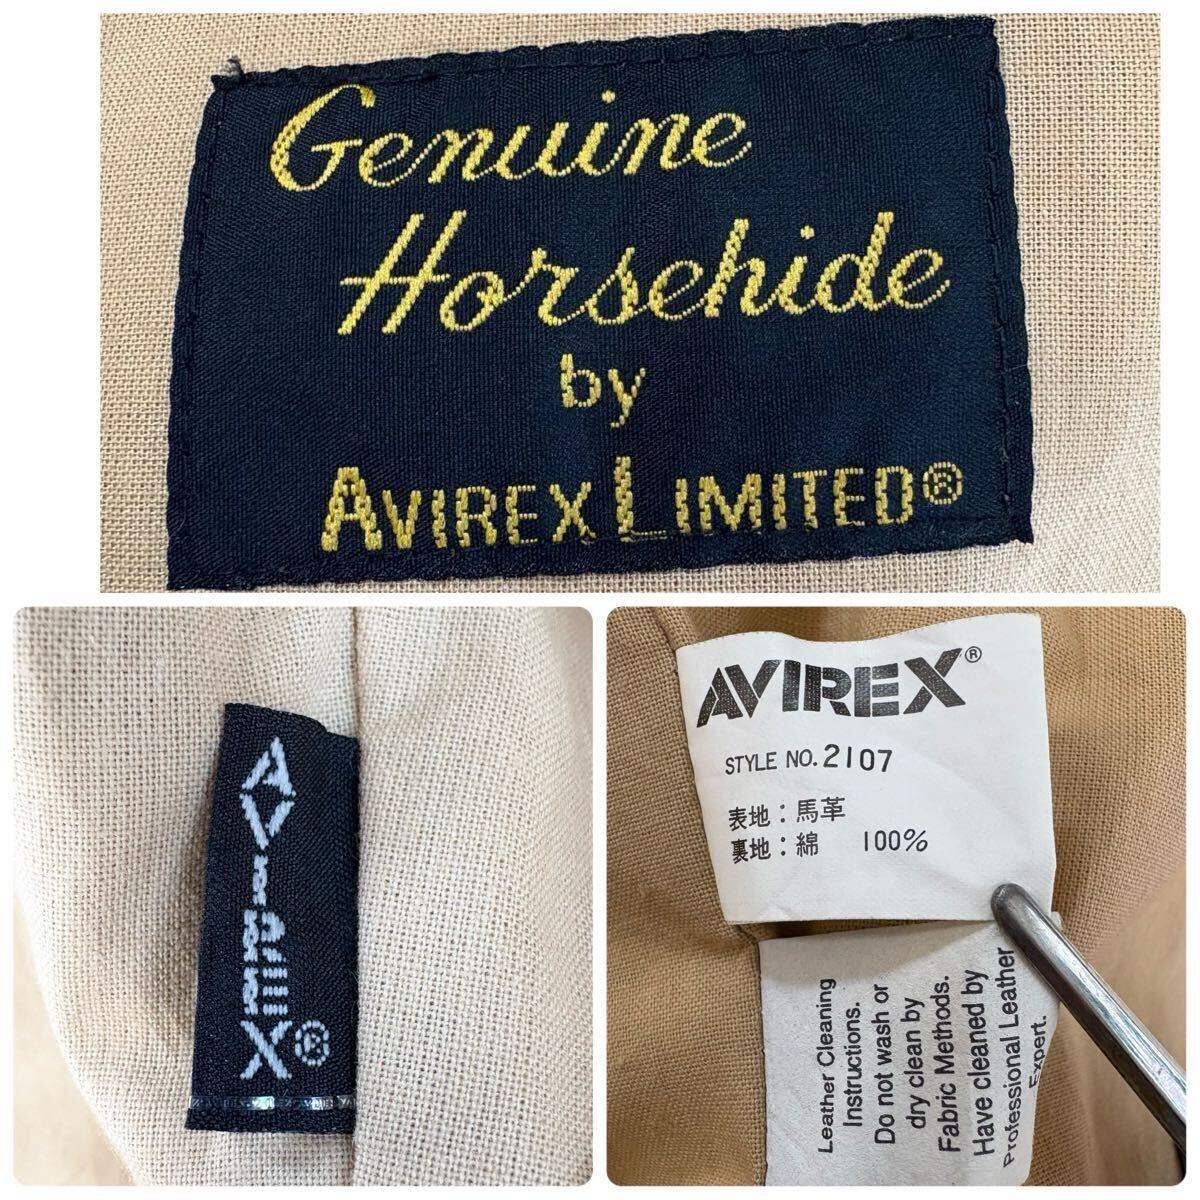 Genuine
Horsehide
by
AVIREX LIMITED®
AVIREX®
AVIREX®
STYLE NO. 2107
表地：馬革
裏地：綿 100%
Leather Cleaning
Instructions.
Do not wash or
dry clean by
Fabric Methods.
Have cleaned by
Professional Leather
Expert.